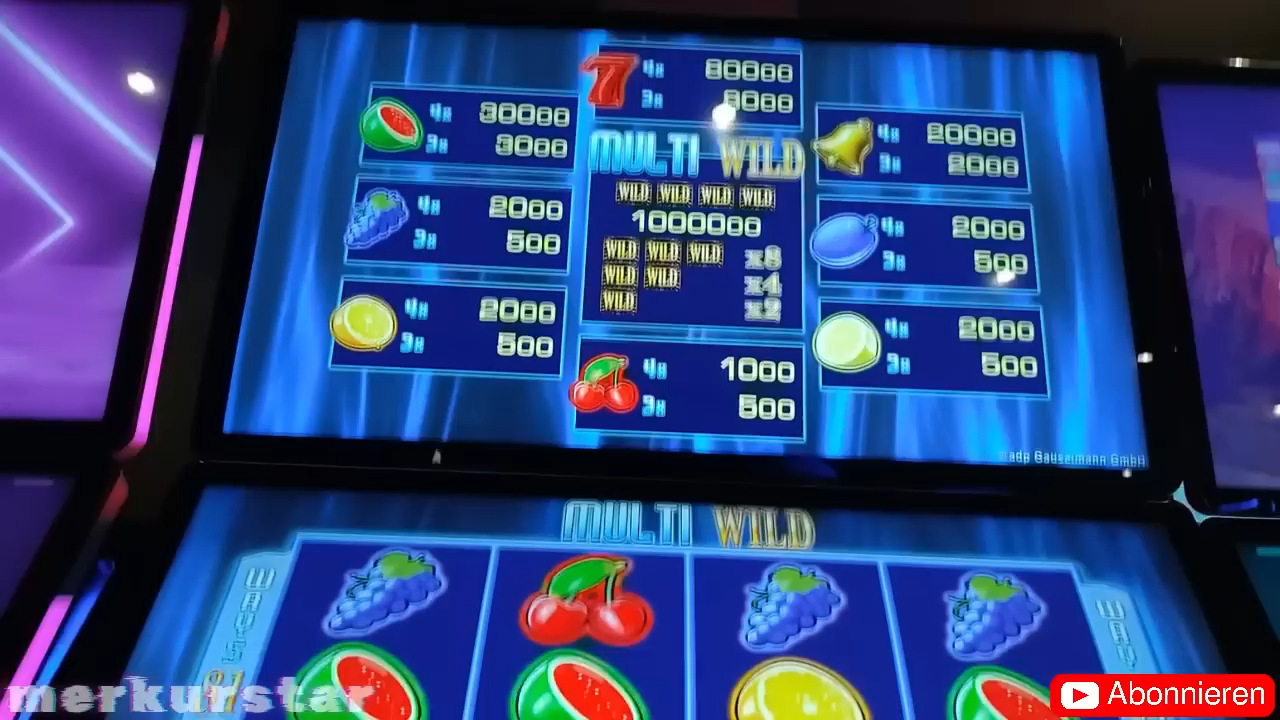 4x 80000
3x 8000
4x 30000
3x 3000
MULTI WILD
4x 20000
3x 2000
WILD WILD WILD WILD
1000000
4x 2000
3x 500
WILD WILD WILD x8
WILD WILD x4
WILD x2
4x 2000
3x 500
4x 2000
3x 500
4x 1000
3x 500
4x 2000
3x 500
adp Gauselmann GmbH
MULTI WILD
merkurstar
Abonnieren